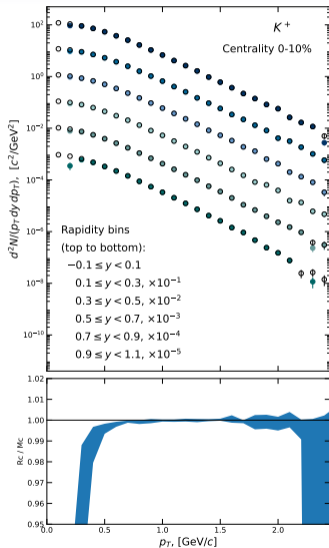 K⁺
Centrality 0-10%
10²
10⁰
10⁻²
10⁻⁴
10⁻⁶
10⁻⁸
10⁻¹⁰
d²N/(p_T dy dp_T), [c²/GeV²]
Rapidity bins
(top to bottom):
−0.1 ≤ y < 0.1
0.1 ≤ y < 0.3, ×10⁻¹
0.3 ≤ y < 0.5, ×10⁻²
0.5 ≤ y < 0.7, ×10⁻³
0.7 ≤ y < 0.9, ×10⁻⁴
0.9 ≤ y < 1.1, ×10⁻⁵
1.02
1.01
1.00
0.99
0.98
0.97
0.96
0.95
Rc / Mc
0.0 0.5 1.0 1.5 2.0
p_T, [GeV/c]